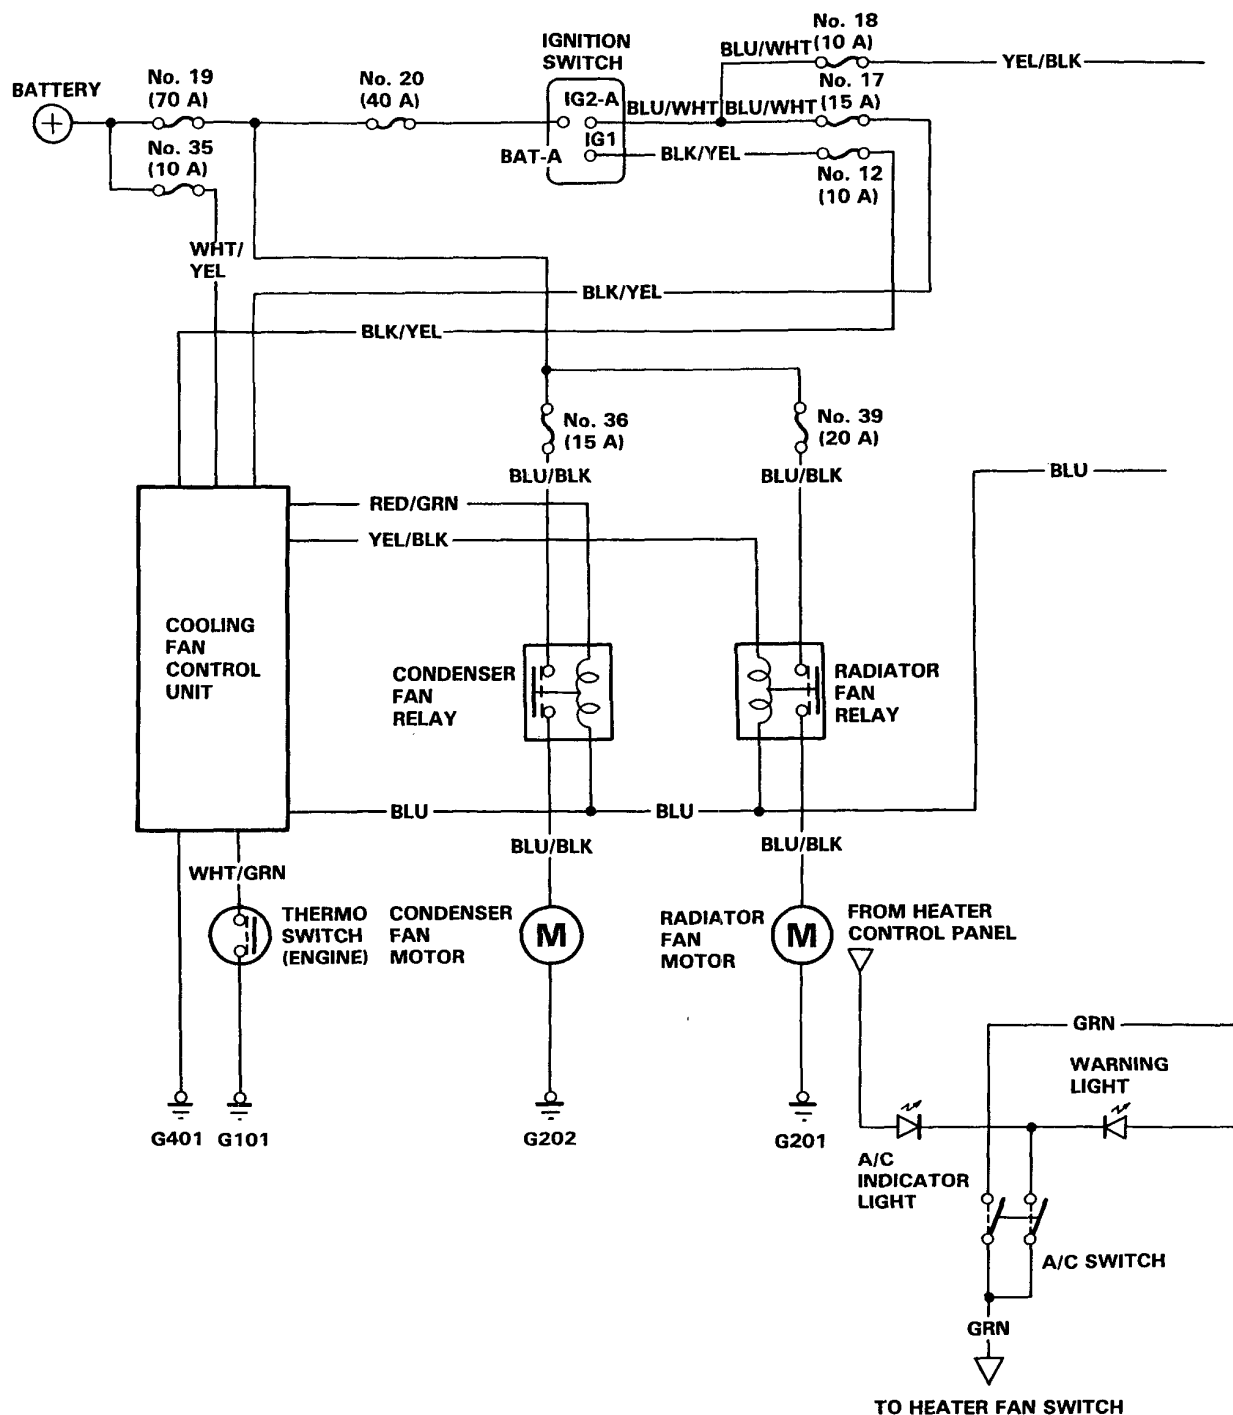 BATTERY
No. 19
(70 A)
No. 35
(10 A)
No. 20
(40 A)
IGNITION
SWITCH
IG2-A
IG1
BAT-A
BLU/WHT
BLU/WHT
BLU/WHT
BLK/YEL
No. 18
(10 A)
No. 17
(15 A)
No. 12
(10 A)
YEL/BLK
WHT/
YEL
BLK/YEL
BLK/YEL
No. 36
(15 A)
No. 39
(20 A)
BLU/BLK
BLU/BLK
BLU
RED/GRN
YEL/BLK
COOLING
FAN
CONTROL
UNIT
CONDENSER
FAN
RELAY
RADIATOR
FAN
RELAY
BLU
BLU
BLU/BLK
BLU/BLK
WHT/GRN
THERMO
SWITCH
(ENGINE)
CONDENSER
FAN
MOTOR
M
RADIATOR
FAN
MOTOR
M
FROM HEATER
CONTROL PANEL
GRN
WARNING
LIGHT
G401
G101
G202
G201
A/C
INDICATOR
LIGHT
A/C SWITCH
GRN
TO HEATER FAN SWITCH